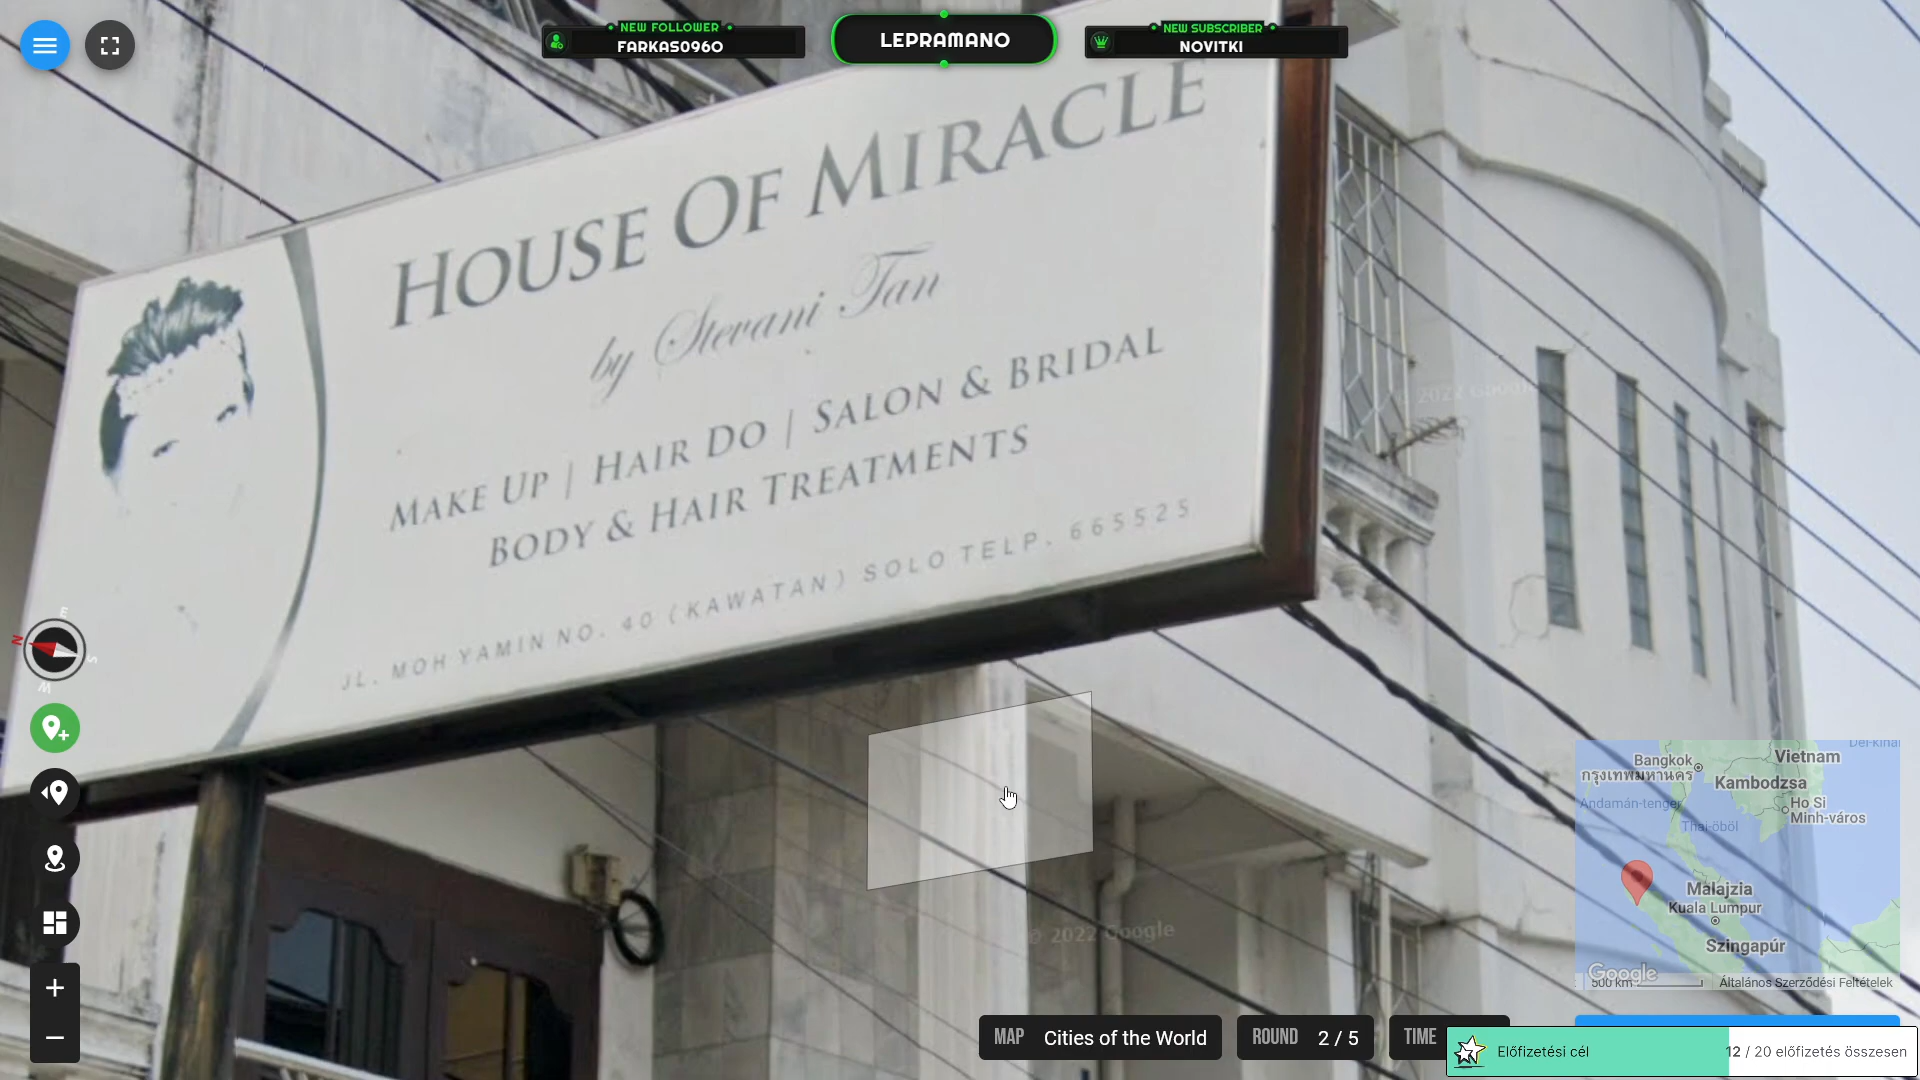 NEW FOLLOWER
FARKAS0960
LEPRAMANO
NEW SUBSCRIBER
NOVITKI
HOUSE OF MIRACLE
by Stevani Tan
MAKE UP | HAIR DO | SALON & BRIDAL
BODY & HAIR TREATMENTS
JL. MOH YAMIN NO. 40 (KAWATAN) SOLO TELP. 665525
© 2022 Google
© 2022 Google
E
N
S
W
Bangkok
กรุงเทพมหานคร
Vietnam
Kambodzsa
Andamán-tenger
Ho Si
Minh-város
Thai-öböl
Malajzia
Kuala Lumpur
Szingapúr
Google
500 km
Általános Szerződési Feltételek
MAP Cities of the World
ROUND 2 / 5
TIME
Előfizetési cél
12 / 20 előfizetés összesen